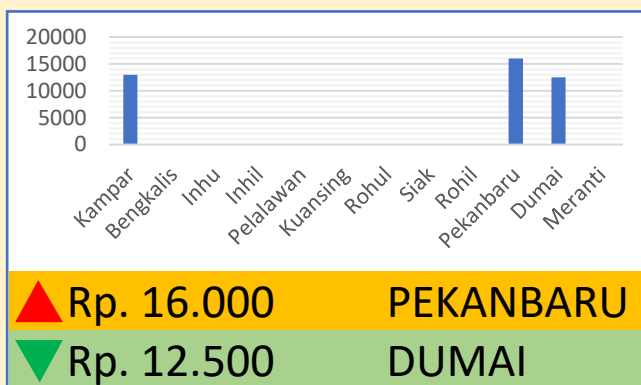 20000
15000
10000
5000
0
Kampar
Bengkalis
Inhu
Inhil
Pelalawan
Kuansing
Rohul
Siak
Rohil
Pekanbaru
Dumai
Meranti
Rp. 16.000 PEKANBARU
Rp. 12.500 DUMAI